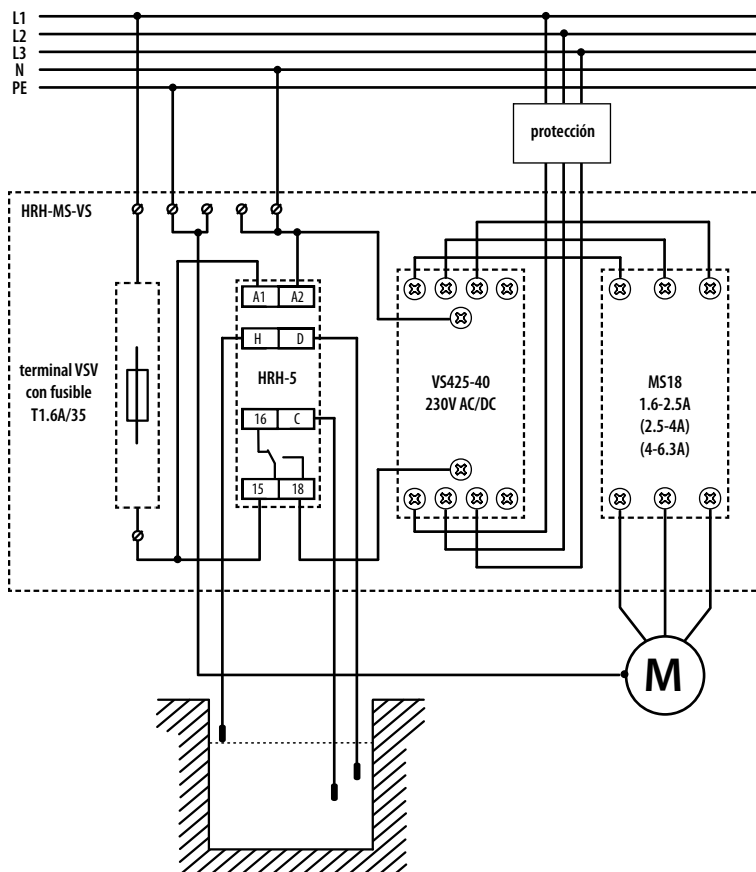 L1
L2
L3
N
PE
protección
HRH-MS-VS
A1 A2
H D
HRH-5
16 C
15 18
terminal VSV
con fusible
T1.6A/35
VS425-40
230V AC/DC
MS18
1.6-2.5A
(2.5-4A)
(4-6.3A)
M